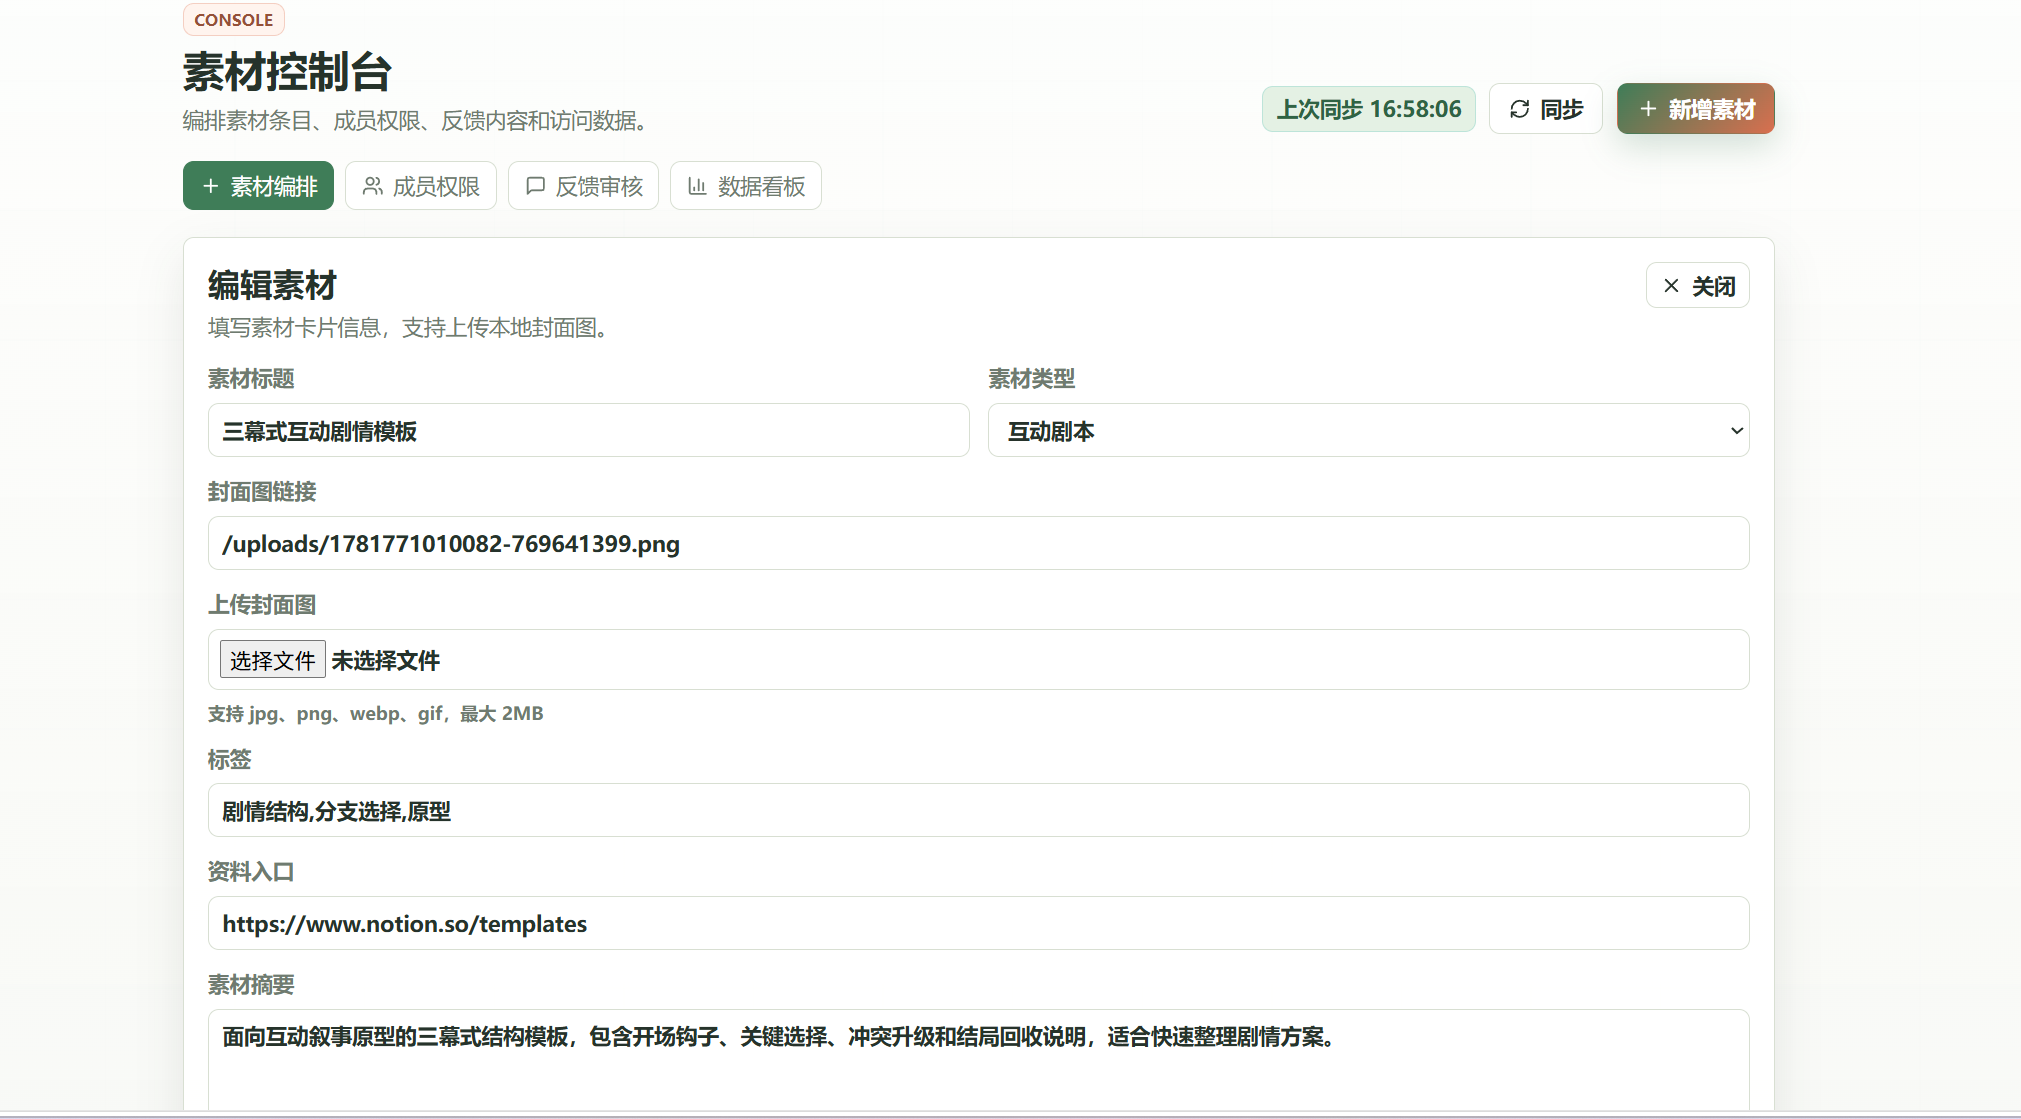 CONSOLE
素材控制台
编排素材条目、成员权限、反馈内容和访问数据。
上次同步 16:58:06
同步
新增素材
素材编排
成员权限
反馈审核
数据看板
编辑素材
关闭
填写素材卡片信息，支持上传本地封面图。
素材标题
素材类型
三幕式互动剧情模板
互动剧本
封面图链接
/uploads/1781771010082-769641399.png
上传封面图
选择文件 未选择文件
支持 jpg、png、webp、gif，最大 2MB
标签
剧情结构,分支选择,原型
资料入口
https://www.notion.so/templates
素材摘要
面向互动叙事原型的三幕式结构模板，包含开场钩子、关键选择、冲突升级和结局回收说明，适合快速整理剧情方案。